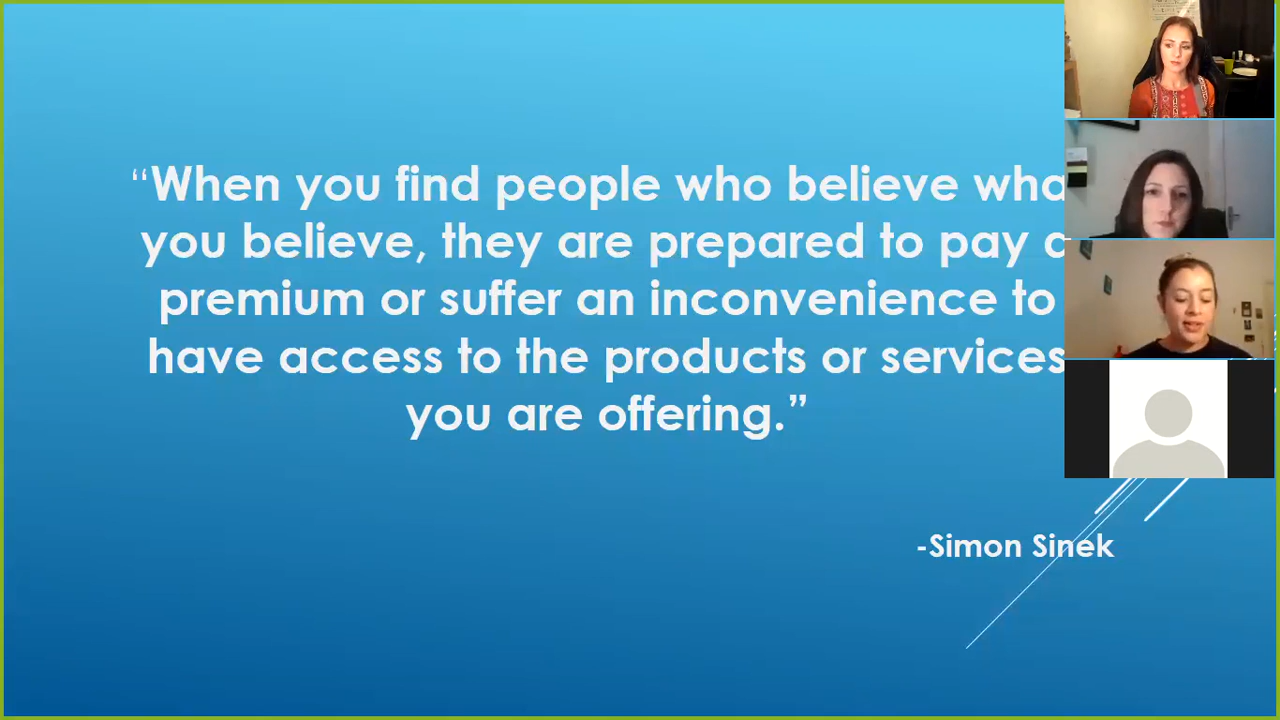 “When you find people who believe wha
you believe, they are prepared to pay
premium or suffer an inconvenience to
have access to the products or services
you are offering.”
-Simon Sinek